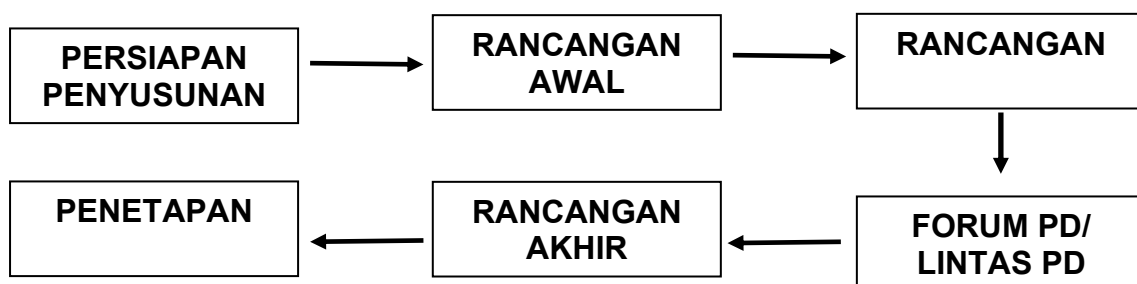 PERSIAPAN
PENYUSUNAN
RANCANGAN
AWAL
RANCANGAN
FORUM PD/
LINTAS PD
RANCANGAN
AKHIR
PENETAPAN